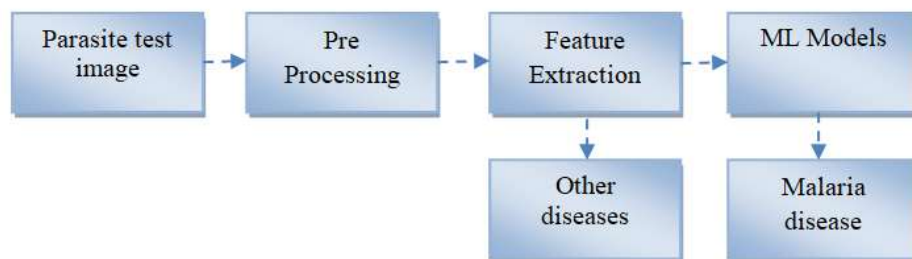 Parasite test
image
Pre
Processing
Feature
Extraction
ML Models
Other
diseases
Malaria
disease